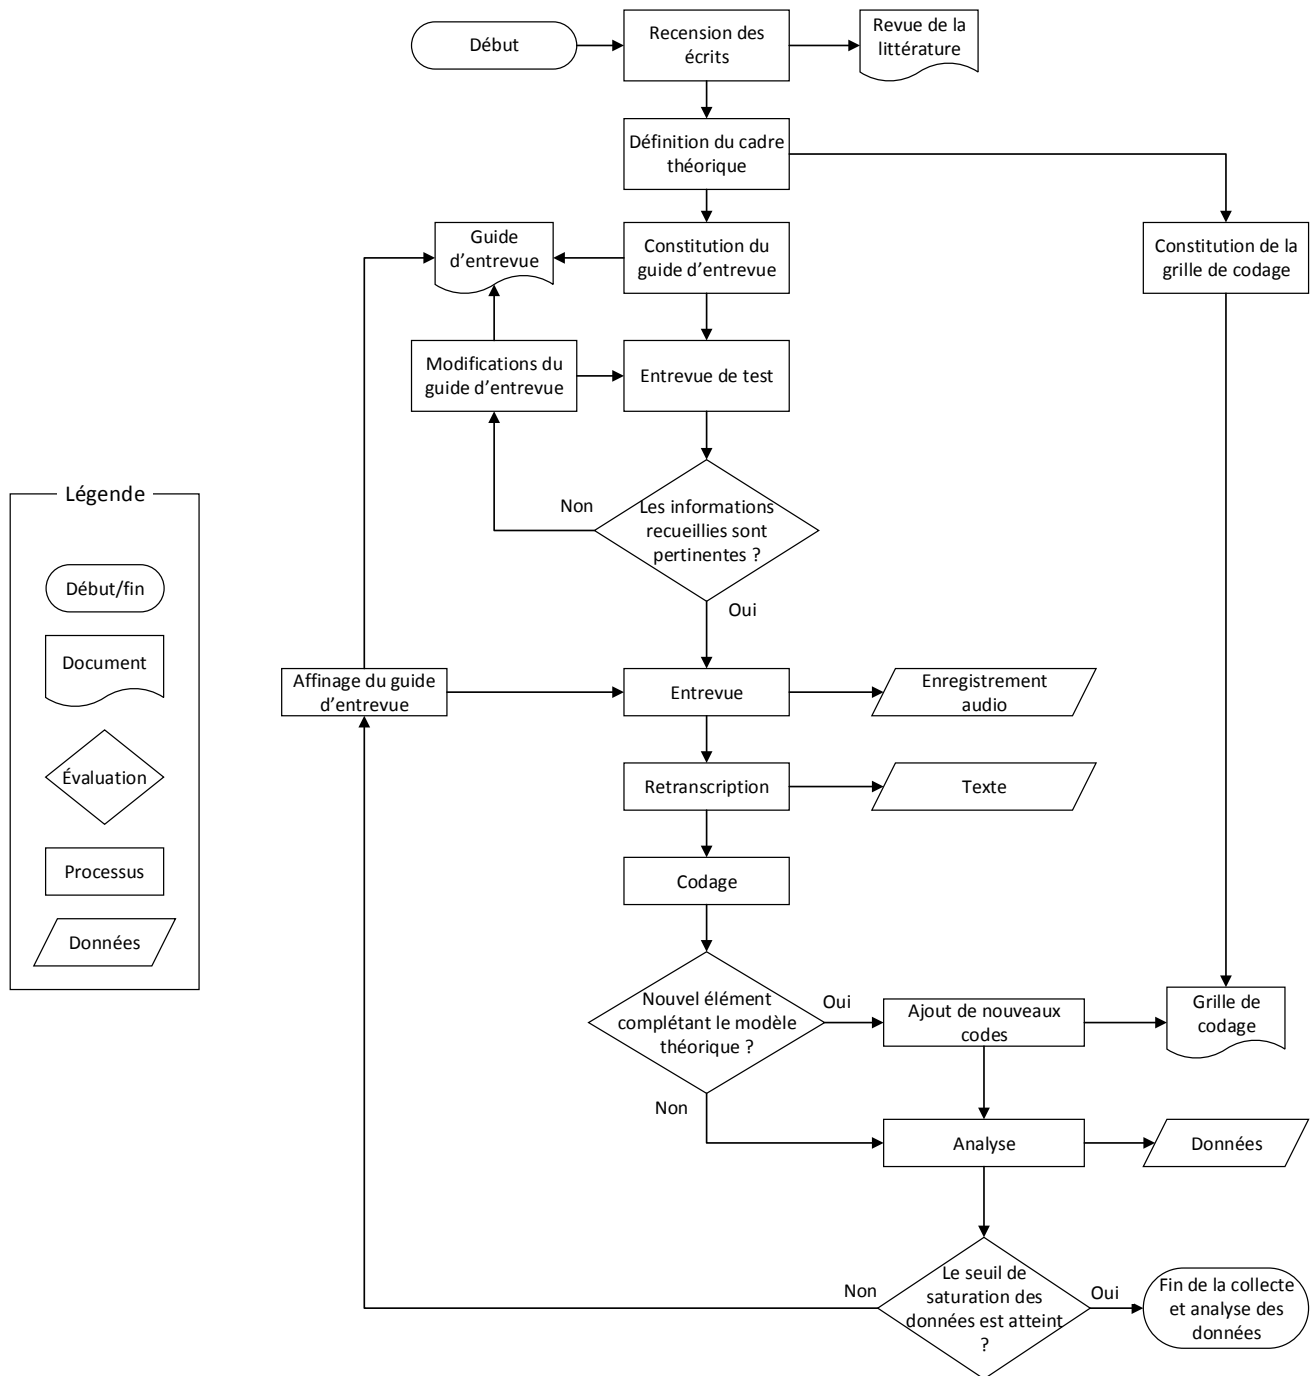 Début
Recension des
écrits
Revue de la
littérature
Définition du cadre
théorique
Guide
d'entrevue
Constitution du
guide d'entrevue
Constitution de la
grille de codage
Modifications du
guide d'entrevue
Entrevue de test
Non
Les informations
recueillies sont
pertinentes ?
Oui
Légende
Début/fin
Document
Évaluation
Processus
Données
Affinage du guide
d'entrevue
Entrevue
Enregistrement
audio
Retranscription
Texte
Codage
Nouvel élément
complétant le modèle
théorique ?
Oui
Ajout de nouveaux
codes
Grille de
codage
Non
Analyse
Données
Non
Le seuil de
saturation des
données est atteint
?
Oui
Fin de la collecte
et analyse des
données